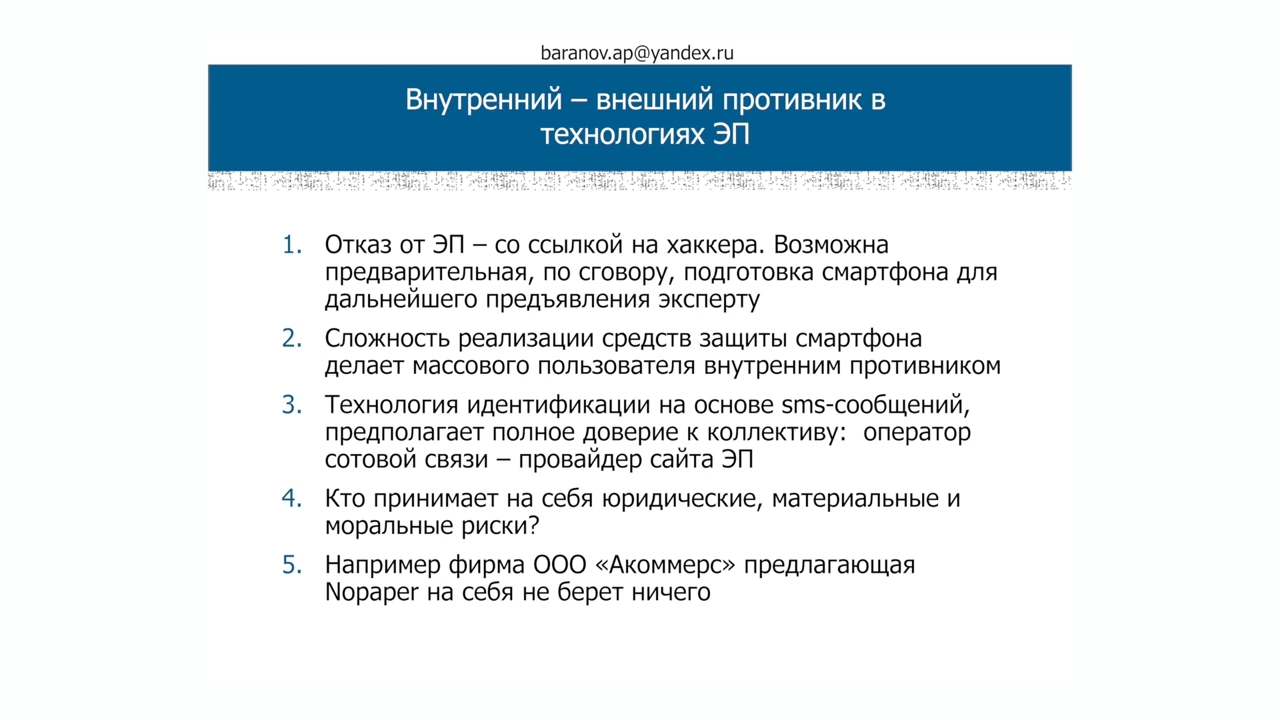 baranov.ap@yandex.ru
Внутренний – внешний противник в
технологиях ЭП
1. Отказ от ЭП – со ссылкой на хаккера. Возможна
предварительная, по сговору, подготовка смартфона для
дальнейшего предъявления эксперту
2. Сложность реализации средств защиты смартфона
делает массового пользователя внутренним противником
3. Технология идентификации на основе sms-сообщений,
предполагает полное доверие к коллективу:  оператор
сотовой связи – провайдер сайта ЭП
4. Кто принимает на себя юридические, материальные и
моральные риски?
5. Например фирма ООО «Акоммерс» предлагающая
Nopaper на себя не берет ничего